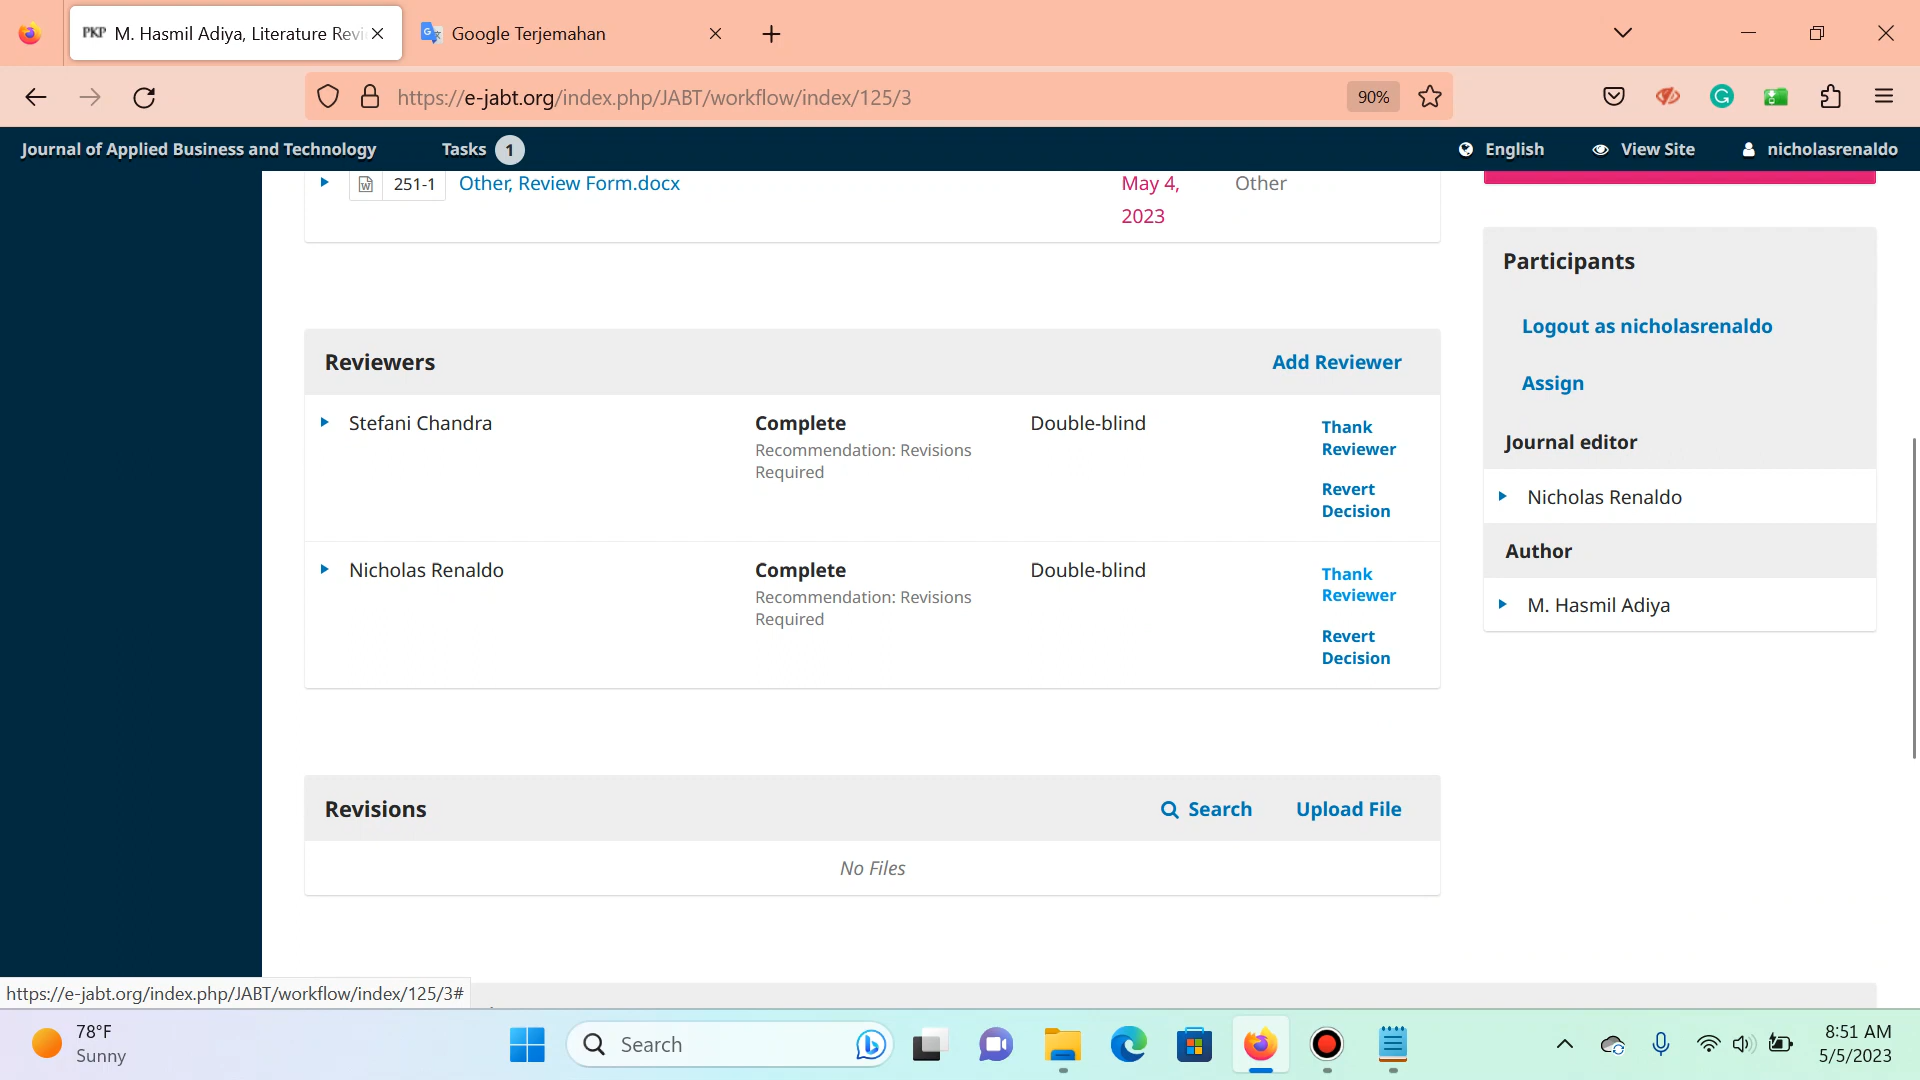 PKP M. Hasmil Adiya, Literature Revi
Google Terjemahan
https://e-jabt.org/index.php/JABT/workflow/index/125/3
90%
Journal of Applied Business and Technology
Tasks 1
English
View Site
nicholasrenaldo
251-1 Other, Review Form.docx May 4, Other
2023
Participants
Logout as nicholasrenaldo
Assign
Journal editor
Nicholas Renaldo
Author
M. Hasmil Adiya
Reviewers Add Reviewer
Stefani Chandra
Complete
Recommendation: Revisions
Required
Double-blind
Thank
Reviewer
Revert
Decision
Nicholas Renaldo
Complete
Recommendation: Revisions
Required
Double-blind
Thank
Reviewer
Revert
Decision
Revisions Search Upload File
No Files
https://e-jabt.org/index.php/JABT/workflow/index/125/3#
78°F
Sunny
Search
8:51 AM
5/5/2023